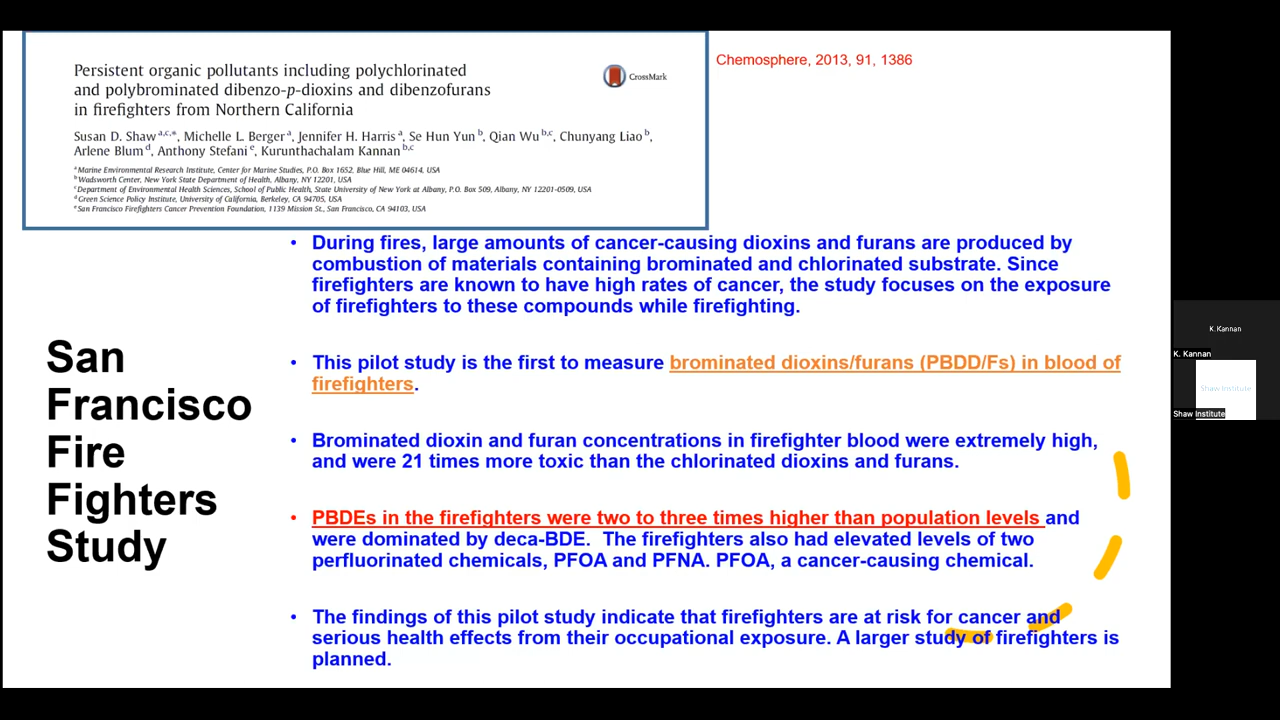 Persistent organic pollutants including polychlorinated
and polybrominated dibenzo-p-dioxins and dibenzofurans
in firefighters from Northern California
CrossMark
Chemosphere, 2013, 91, 1386
Susan D. Shaw a,c,*, Michelle L. Berger a, Jennifer H. Harris a, Se Hun Yun b, Qian Wu b,c, Chunyang Liao b,
Arlene Blum d, Anthony Stefani e, Kurunthachalam Kannan b,c
a Marine Environmental Research Institute, Center for Marine Studies, P.O. Box 1652, Blue Hill, ME 04614, USA
b Wadsworth Center, New York State Department of Health, Albany, NY 12201, USA
c Department of Environmental Health Sciences, School of Public Health, State University of New York at Albany, P.O. Box 509, Albany, NY 12201-0509, USA
d Green Science Policy Institute, University of California, Berkeley, CA 94705, USA
e San Francisco Firefighters Cancer Prevention Foundation, 1139 Mission St., San Francisco, CA 94103, USA
San
Francisco
Fire
Fighters
Study
• During fires, large amounts of cancer-causing dioxins and furans are produced by
combustion of materials containing brominated and chlorinated substrate. Since
firefighters are known to have high rates of cancer, the study focuses on the exposure
of firefighters to these compounds while firefighting.
• This pilot study is the first to measure brominated dioxins/furans (PBDD/Fs) in blood of
firefighters.
• Brominated dioxin and furan concentrations in firefighter blood were extremely high,
and were 21 times more toxic than the chlorinated dioxins and furans.
• PBDEs in the firefighters were two to three times higher than population levels and
were dominated by deca-BDE. The firefighters also had elevated levels of two
perfluorinated chemicals, PFOA and PFNA. PFOA, a cancer-causing chemical.
• The findings of this pilot study indicate that firefighters are at risk for cancer and
serious health effects from their occupational exposure. A larger study of firefighters is
planned.
K. Kannan
K. Kannan
Shaw Institute
Shaw Institute